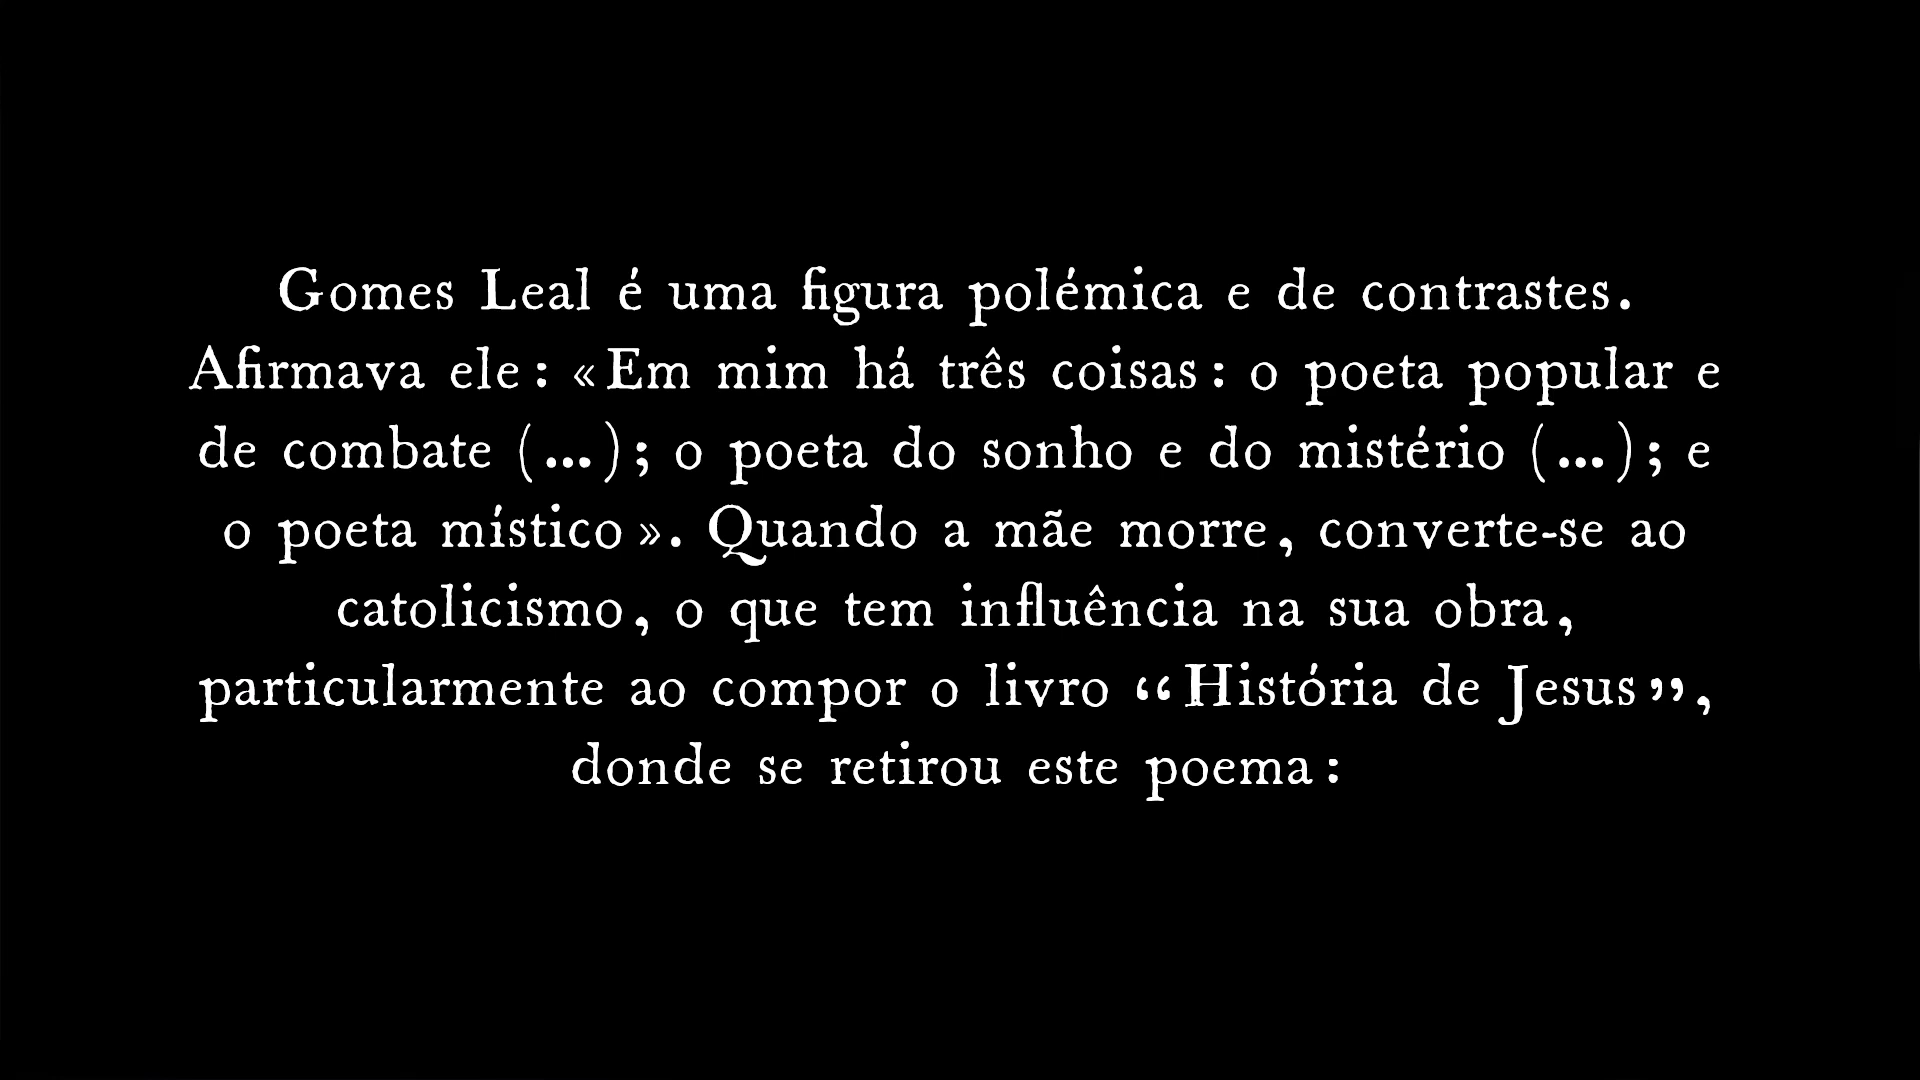 Gomes Leal é uma figura polémica e de contrastes.
Afirmava ele: «Em mim há três coisas: o poeta popular e
de combate (...); o poeta do sonho e do mistério (...); e
o poeta místico». Quando a mãe morre, converte-se ao
catolicismo, o que tem influência na sua obra,
particularmente ao compor o livro “História de Jesus”,
donde se retirou este poema: